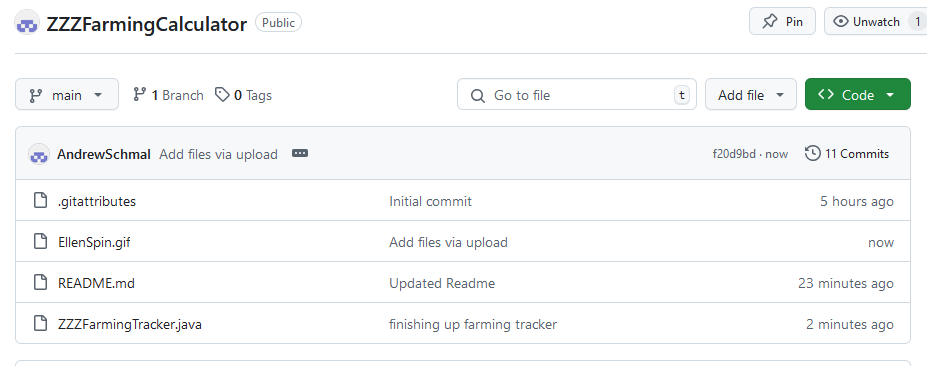 ZZZFarmingCalculator Public Pin Unwatch 1
main 1 Branch 0 Tags Go to file t Add file Code
AndrewSchmal Add files via upload f20d9bd · now 11 Commits
.gitattributes Initial commit 5 hours ago
EllenSpin.gif Add files via upload now
README.md Updated Readme 23 minutes ago
ZZZFarmingTracker.java finishing up farming tracker 2 minutes ago